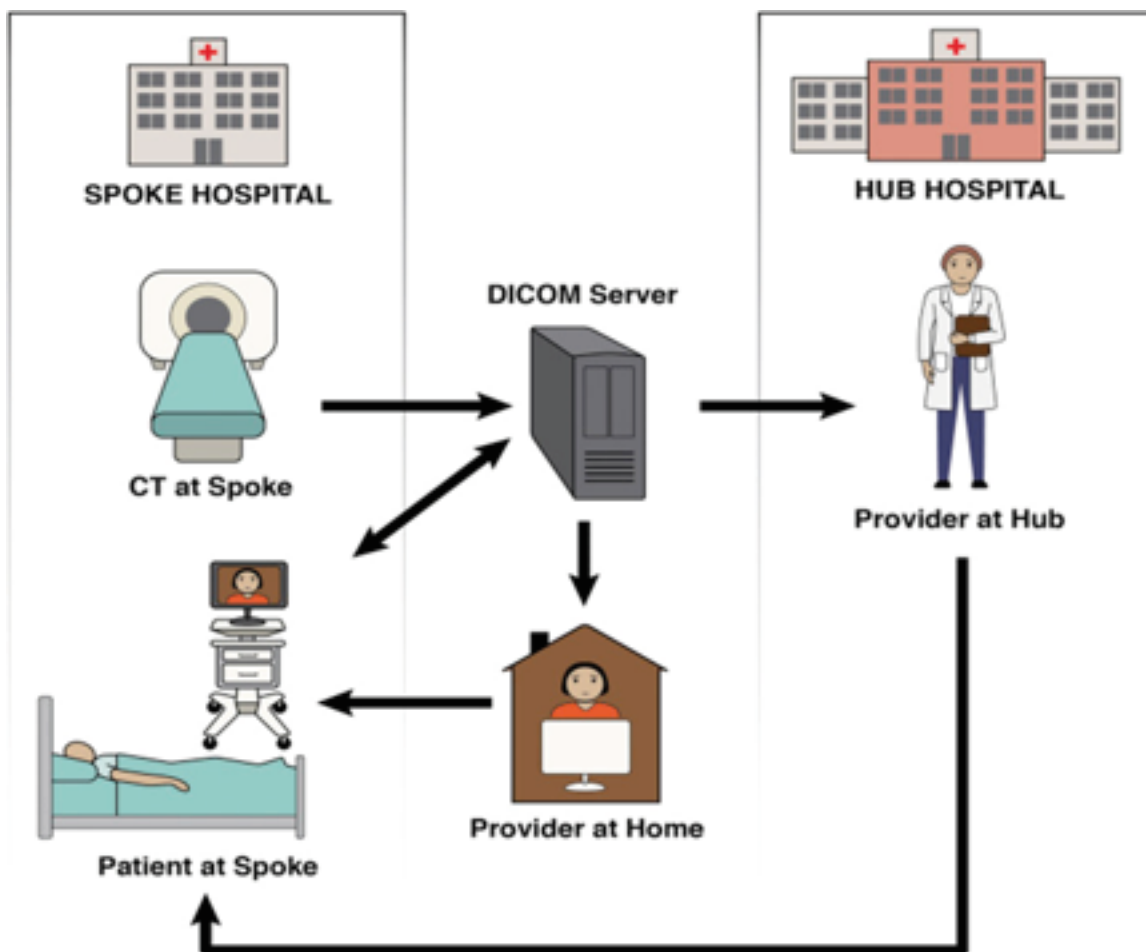 SPOKE HOSPITAL
HUB HOSPITAL
DICOM Server
CT at Spoke
Provider at Hub
Provider at Home
Patient at Spoke